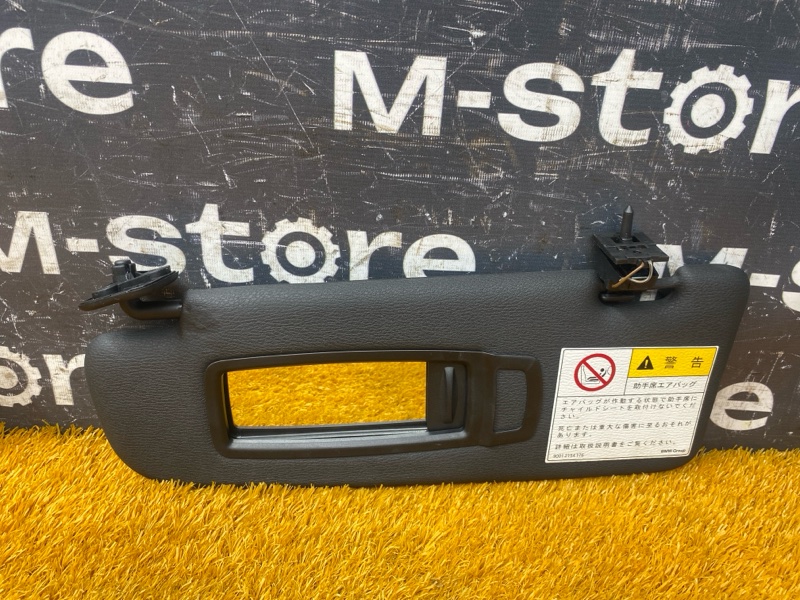 re
M-store
M-store
M-s
re
e
警告
助手席エアバッグ
エアバッグが作動する状態で助手席に
チャイルドシートを取付けないでくだ
さい。
死亡または重大な傷害に至るおそれが
あります。
詳細は取扱説明書をご覧ください。
BMW Group